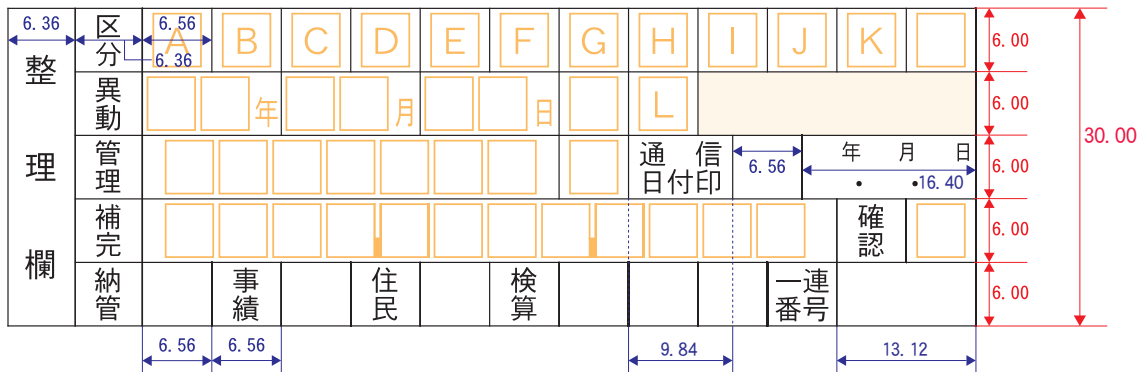 6.36 6.56
整理欄
区分 A B C D E F G H I J K 6.00
6.36
異動 年 月 日 L 6.00
30.00
管理 通信日付印 6.56 年 月 日 6.00
・ ・ 16.40
補完 確認 6.00
納管 事績 住民 検算 一連番号 6.00
6.56 6.56 9.84 13.12